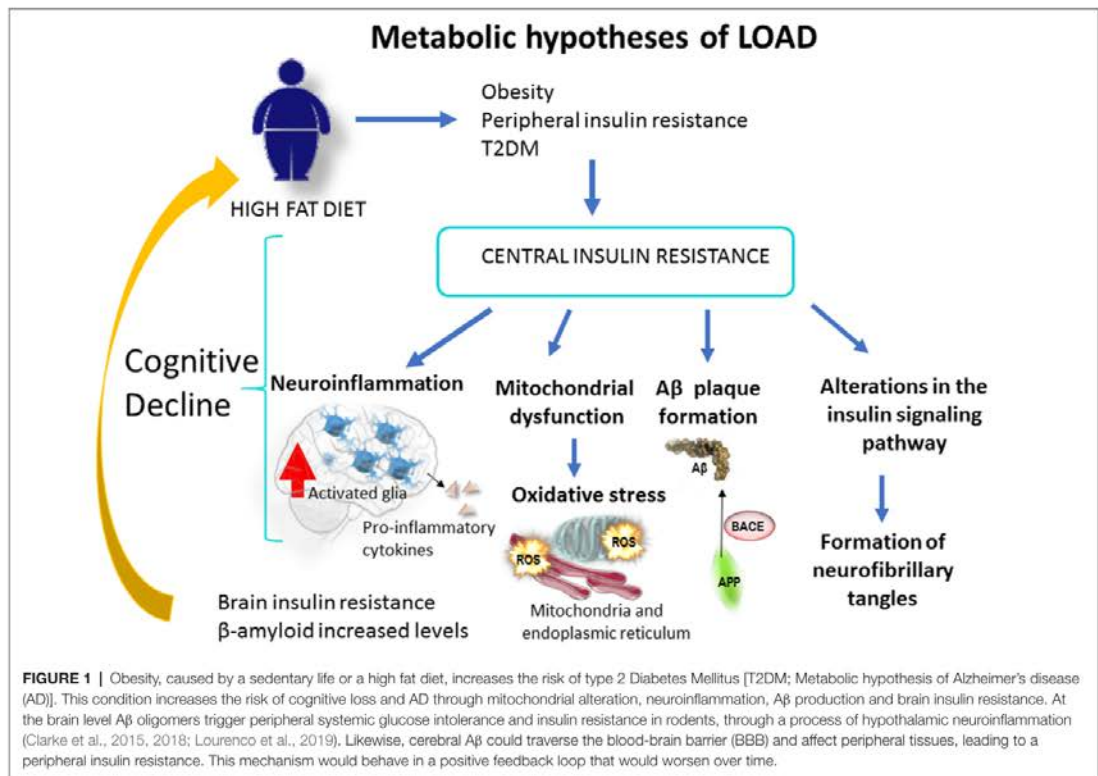 Metabolic hypotheses of LOAD
Obesity
Peripheral insulin resistance
T2DM
HIGH FAT DIET
CENTRAL INSULIN RESISTANCE
Cognitive
Decline
Neuroinflammation
Activated glia
Pro-inflammatory
cytokines
Mitochondrial
dysfunction
Oxidative stress
ROS
ROS
Mitochondria and
endoplasmic reticulum
Aβ plaque
formation
Aβ
BACE
APP
Alterations in the
insulin signaling
pathway
Formation of
neurofibrillary
tangles
Brain insulin resistance
β-amyloid increased levels
FIGURE 1 | Obesity, caused by a sedentary life or a high fat diet, increases the risk of type 2 Diabetes Mellitus [T2DM; Metabolic hypothesis of Alzheimer's disease
(AD)]. This condition increases the risk of cognitive loss and AD through mitochondrial alteration, neuroinflammation, Aβ production and brain insulin resistance. At
the brain level Aβ oligomers trigger peripheral systemic glucose intolerance and insulin resistance in rodents, through a process of hypothalamic neuroinflammation
(Clarke et al., 2015, 2018; Lourenco et al., 2019). Likewise, cerebral Aβ could traverse the blood-brain barrier (BBB) and affect peripheral tissues, leading to a
peripheral insulin resistance. This mechanism would behave in a positive feedback loop that would worsen over time.